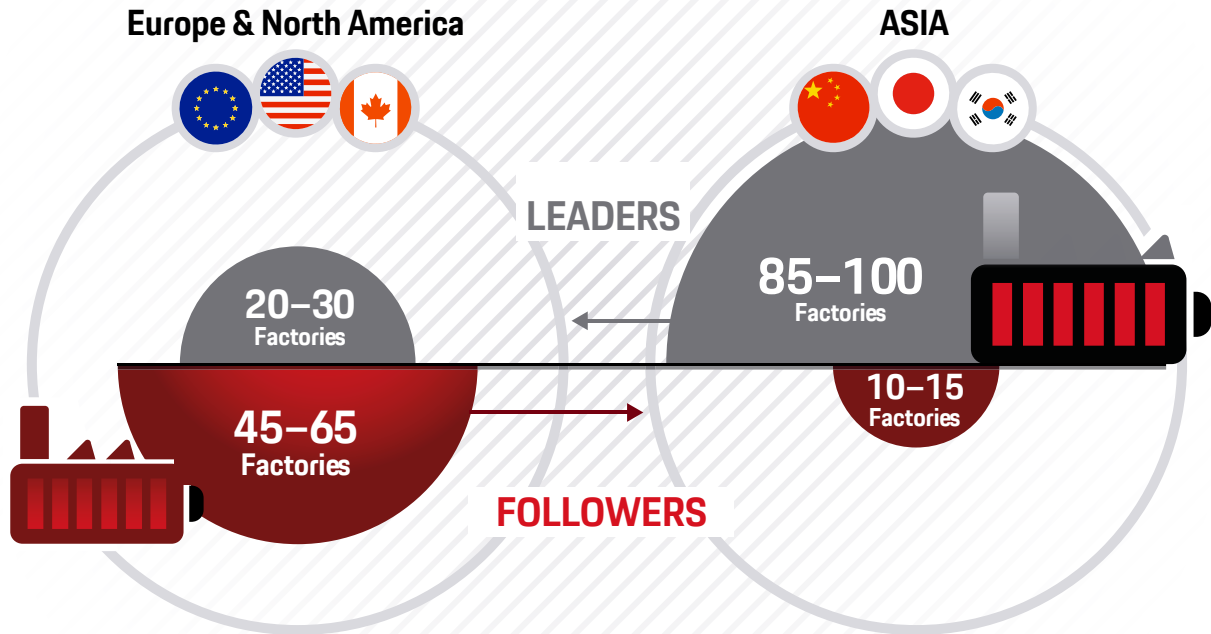 Europe & North America
ASIA
LEADERS
20–30
Factories
85–100
Factories
45–65
Factories
10–15
Factories
FOLLOWERS